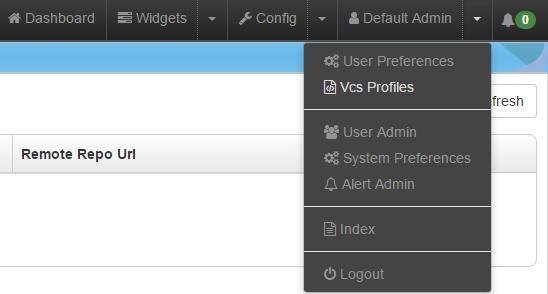 Dashboard Widgets Config Default Admin 0
User Preferences
Vcs Profiles
fresh
User Admin
Remote Repo Url
System Preferences
Alert Admin
Index
Logout